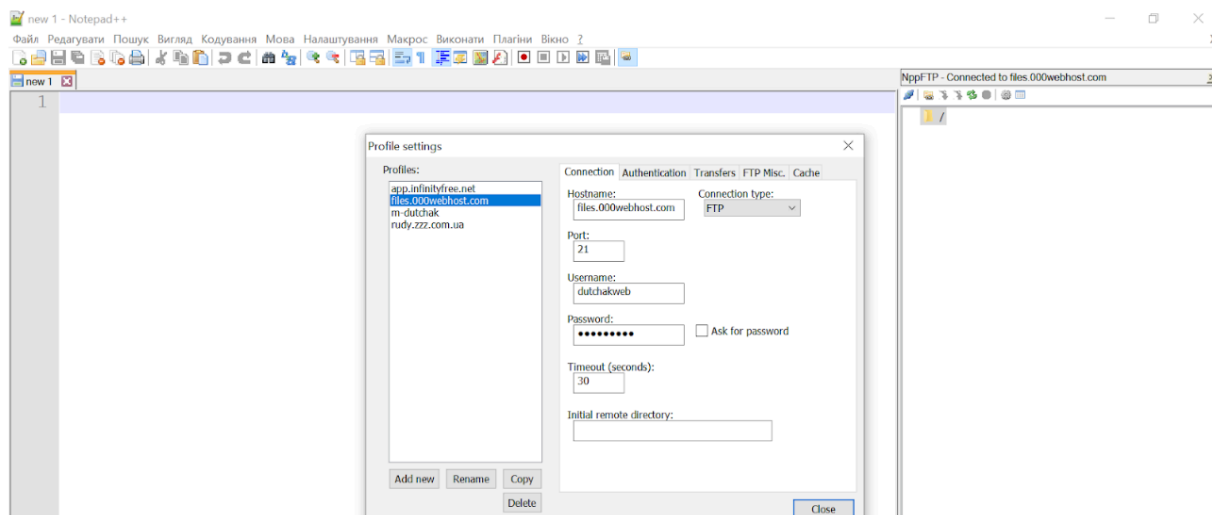 new 1 - Notepad++
Файл Редагувати Пошук Вигляд Кодування Мова Налаштування Макрос Виконати Плагіни Вікно ?
new 1
NppFTP - Connected to files.000webhost.com
1
/
Profile settings
Profiles:
app.infinityfree.net
files.000webhost.com
m-dutchak
rudy.zzz.com.ua
Add new Rename Copy
Delete
Connection Authentication Transfers FTP Misc. Cache
Hostname: Connection type:
files.000webhost.com FTP
Port:
21
Username:
dutchakweb
Password:
●●●●●●●●● Ask for password
Timeout (seconds):
30
Initial remote directory:
Close